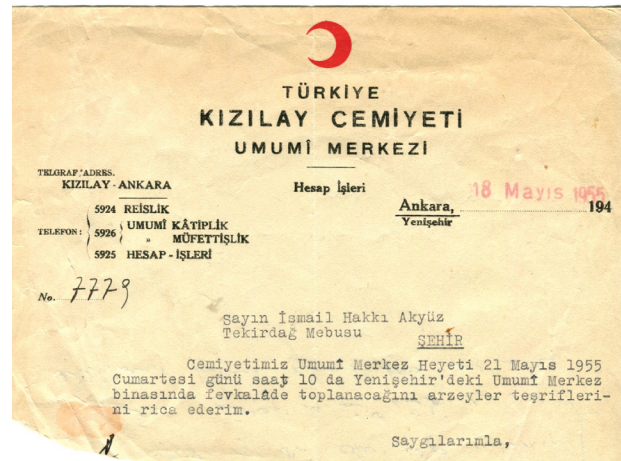 TÜRKİYE
KIZILAY CEMİYETİ
UMUMÎ MERKEZİ
TELGRAF ADRES.
KIZILAY - ANKARA
Hesap İşleri
18 Mayıs 1955
Ankara, 194
Yenişehir
TELEFON :
5924 REİSLİK
5926 UMUMÎ KÂTİPLİK
" MÜFETTİŞLİK
5925 HESAP - İŞLERİ
No. 7779
Sayın İsmail Hakkı Akyüz
Tekirdağ Mebusu
ŞEHİR
Cemiyetimiz Umumî Merkez Heyeti 21 Mayıs 1955
Cumartesi günü saat 10 da Yenişehir'deki Umumî Merkez
binasında fevkalâde toplanacağını arzeyler teşrifleri-
ni rica ederim.
Saygılarımla,